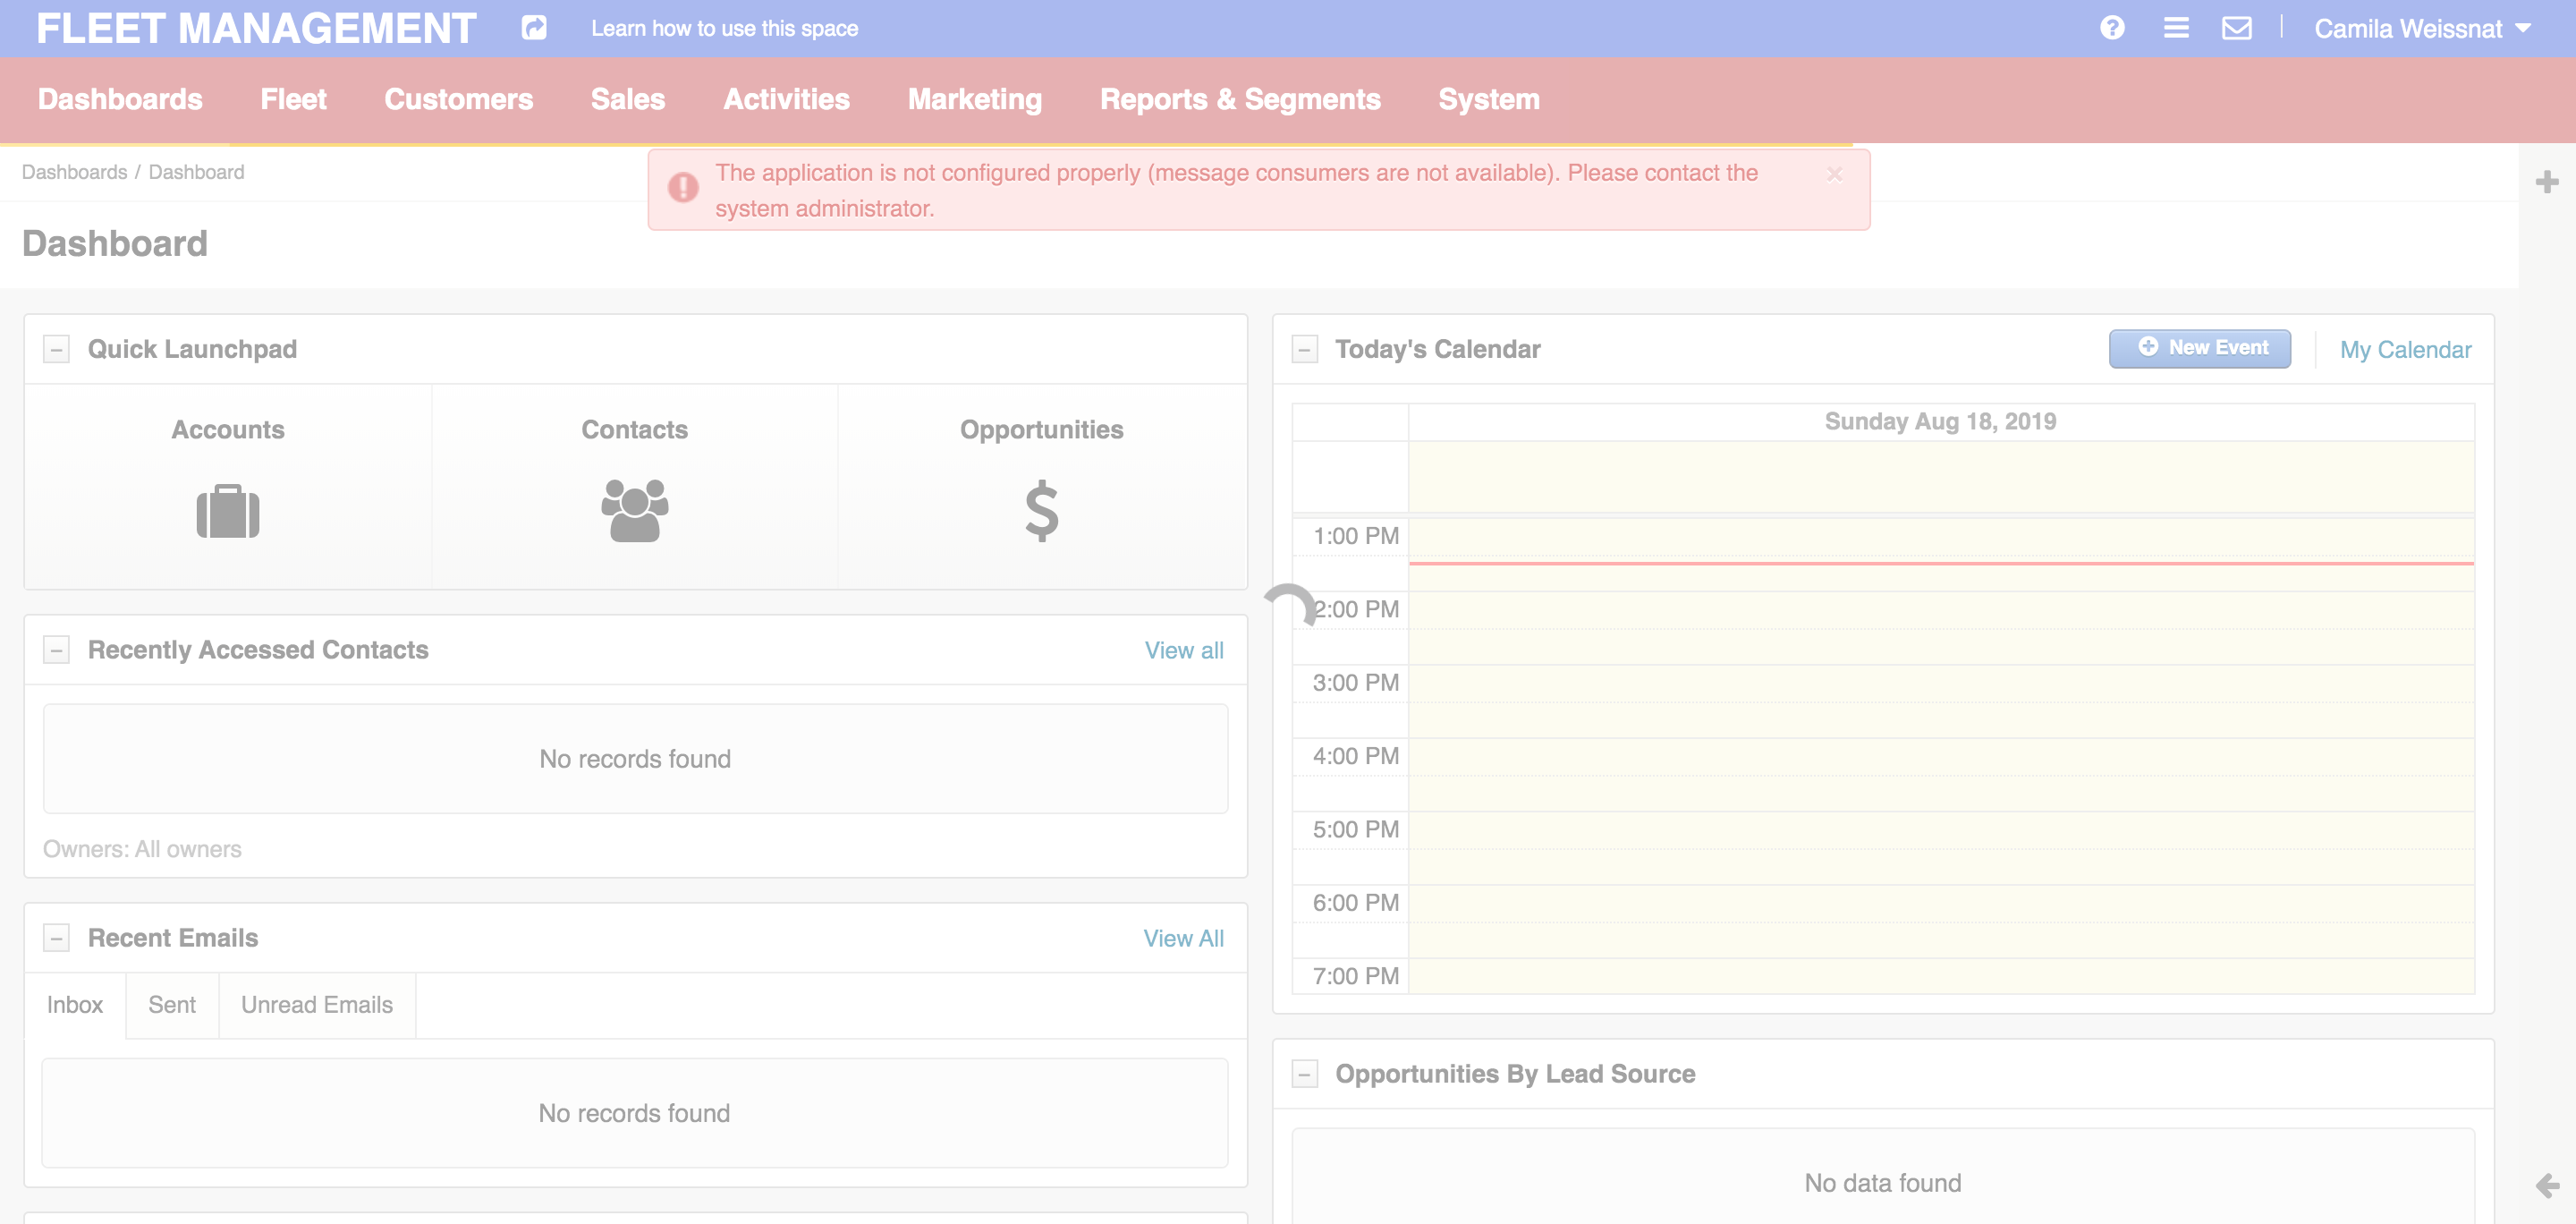 FLEET MANAGEMENT
Learn how to use this space
Camila Weissnat
Dashboards
Fleet
Customers
Sales
Activities
Marketing
Reports & Segments
System
Dashboards / Dashboard
The application is not configured properly (message consumers are not available). Please contact the
system administrator.
Dashboard
Quick Launchpad
Accounts
Contacts
Opportunities
Recently Accessed Contacts
View all
No records found
Owners: All owners
Recent Emails
View All
Inbox
Sent
Unread Emails
No records found
Today's Calendar
New Event
My Calendar
Sunday Aug 18, 2019
1:00 PM
2:00 PM
3:00 PM
4:00 PM
5:00 PM
6:00 PM
7:00 PM
Opportunities By Lead Source
No data found